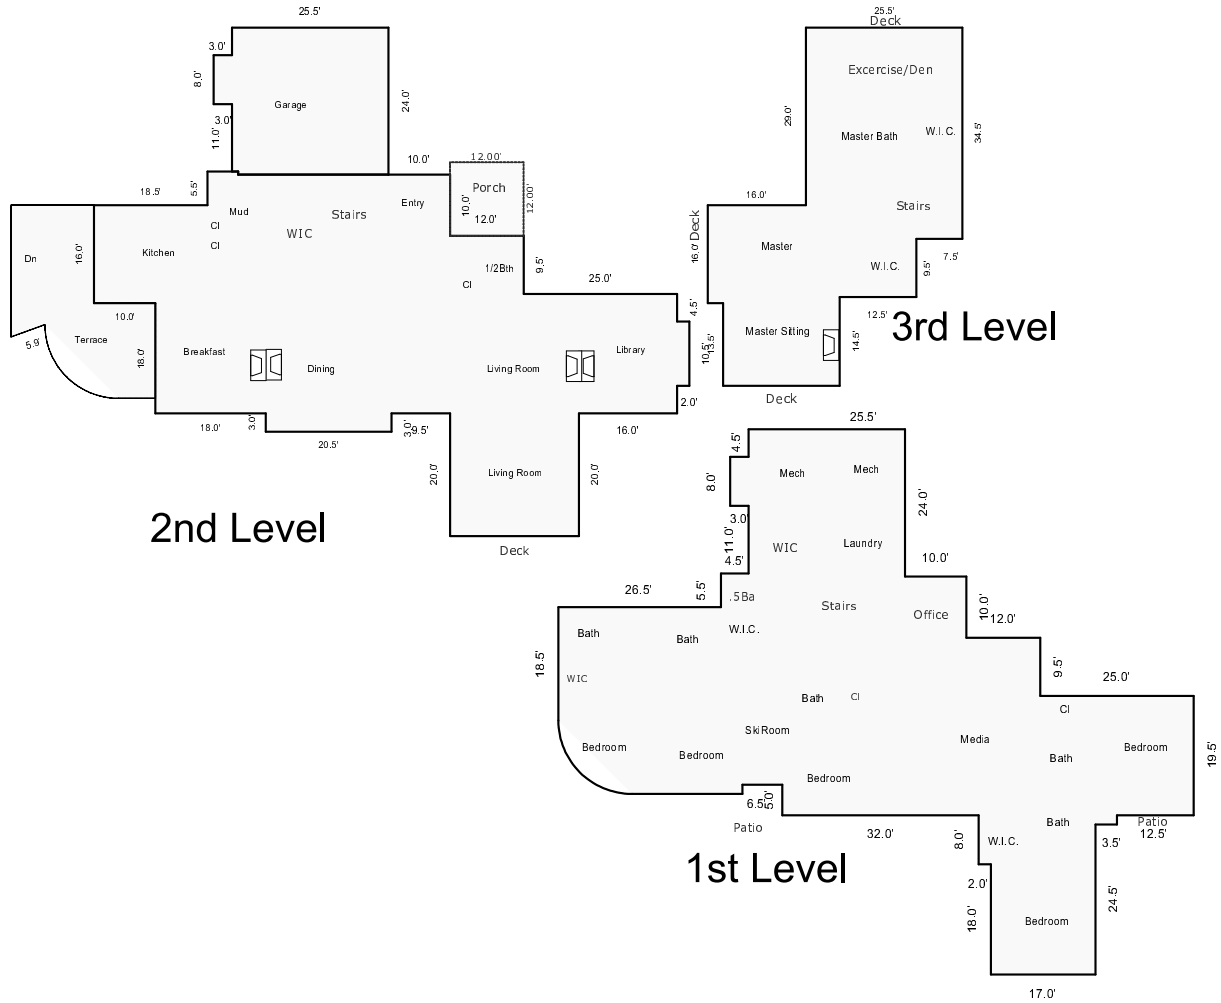 25.5'
3.0'
8.0'
Garage
24.0'
3.0'
11.0'
10.0'
12.00'
18.5'
5.5'
Porch
10.0'
12.00'
12.0'
Mud
Stairs
Entry
WIC
Cl
Cl
Dn
16.0'
Kitchen
1/2Bth
9.5'
Cl
25.0'
4.5'
10.0'
5.9'
Terrace
18.0'
Breakfast
Dining
Living Room
Library
10.5'
2.0'
18.0'
3.0'
20.5'
3.0'
9.5'
16.0'
20.0'
Living Room
20.0'
Deck
2nd Level
25.5'
Deck
Excercise/Den
29.0'
Master Bath
W.I.C.
34.5'
16.0'
Stairs
Deck
16.0'
Master
W.I.C.
9.5'
7.5'
12.5'
Master Sitting
13.5'
14.5'
Deck
3rd Level
25.5'
4.5'
8.0'
Mech
Mech
24.0'
3.0'
11.0'
WIC
Laundry
4.5'
10.0'
26.5'
5.5'
.5Ba
Stairs
Office
10.0'
12.0'
Bath
Bath
W.I.C.
18.5'
WIC
9.5'
25.0'
Bath
Cl
Cl
Ski Room
Media
Bedroom
Bedroom
Bath
Bedroom
19.5'
Bedroom
6.5'
5.0'
Patio
32.0'
8.0'
W.I.C.
Bath
Patio
3.5'
12.5'
2.0'
18.0'
24.5'
Bedroom
17.0'
1st Level